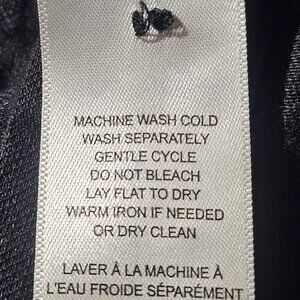 MACHINE WASH COLD
WASH SEPARATELY
GENTLE CYCLE
DO NOT BLEACH
LAY FLAT TO DRY
WARM IRON IF NEEDED
OR DRY CLEAN
LAVER À LA MACHINE À
L'EAU FROIDE SÉPARÉMENT